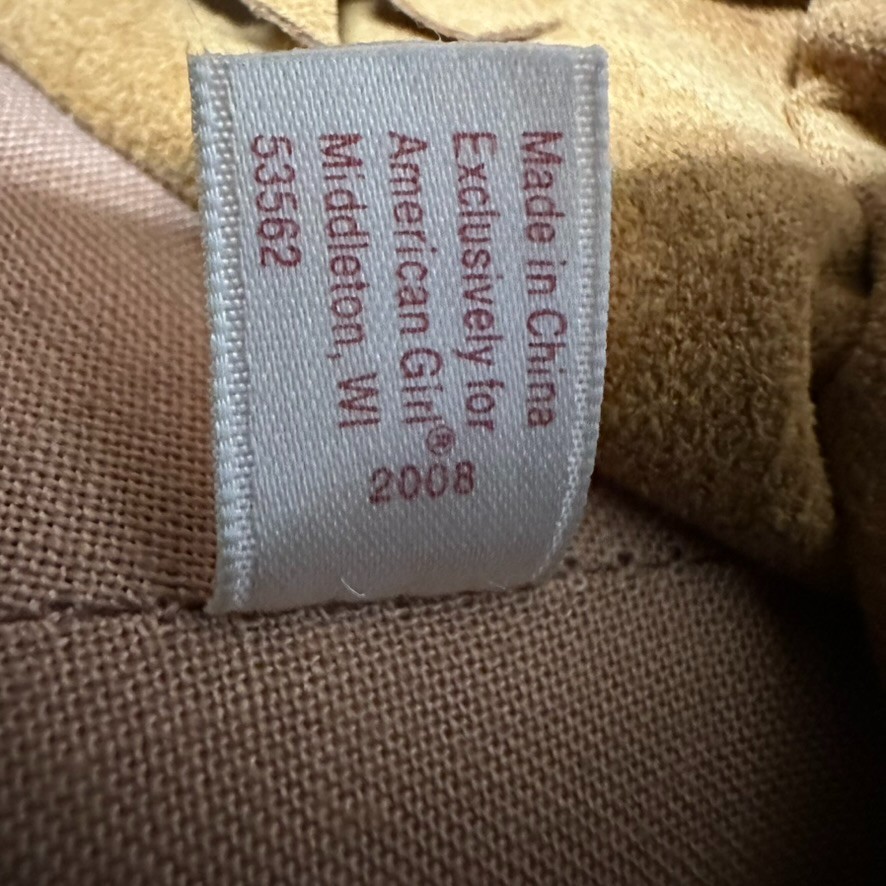 Made in China
Exclusively for
American Girl®
Middleton, WI
53562
2008